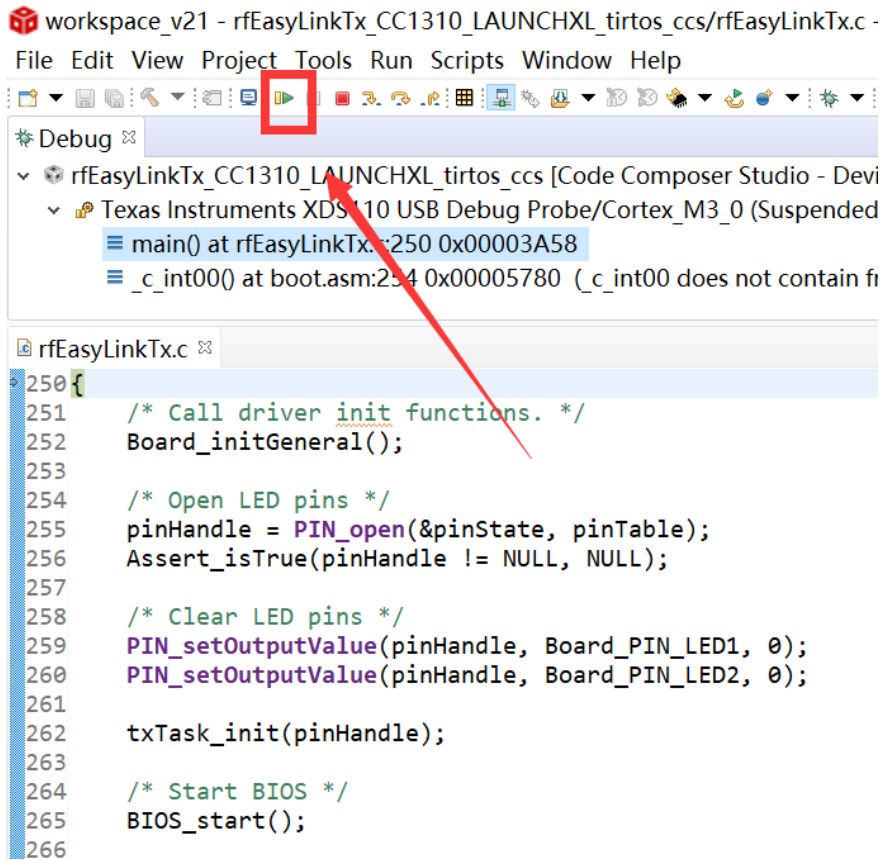 workspace_v21 - rfEasyLinkTx_CC1310_LAUNCHXL_tirtos_ccs/rfEasyLinkTx.c -
File Edit View Project Tools Run Scripts Window Help
Debug
rfEasyLinkTx_CC1310_LAUNCHXL_tirtos_ccs [Code Composer Studio - Devi
Texas Instruments XDS110 USB Debug Probe/Cortex_M3_0 (Suspended
main() at rfEasyLinkTx.c:250 0x00003A58
_c_int00() at boot.asm:254 0x00005780 (_c_int00 does not contain fr
rfEasyLinkTx.c
250 {
251 /* Call driver init functions. */
252 Board_initGeneral();
253
254 /* Open LED pins */
255 pinHandle = PIN_open(&pinState, pinTable);
256 Assert_isTrue(pinHandle != NULL, NULL);
257
258 /* Clear LED pins */
259 PIN_setOutputValue(pinHandle, Board_PIN_LED1, 0);
260 PIN_setOutputValue(pinHandle, Board_PIN_LED2, 0);
261
262 txTask_init(pinHandle);
263
264 /* Start BIOS */
265 BIOS_start();
266